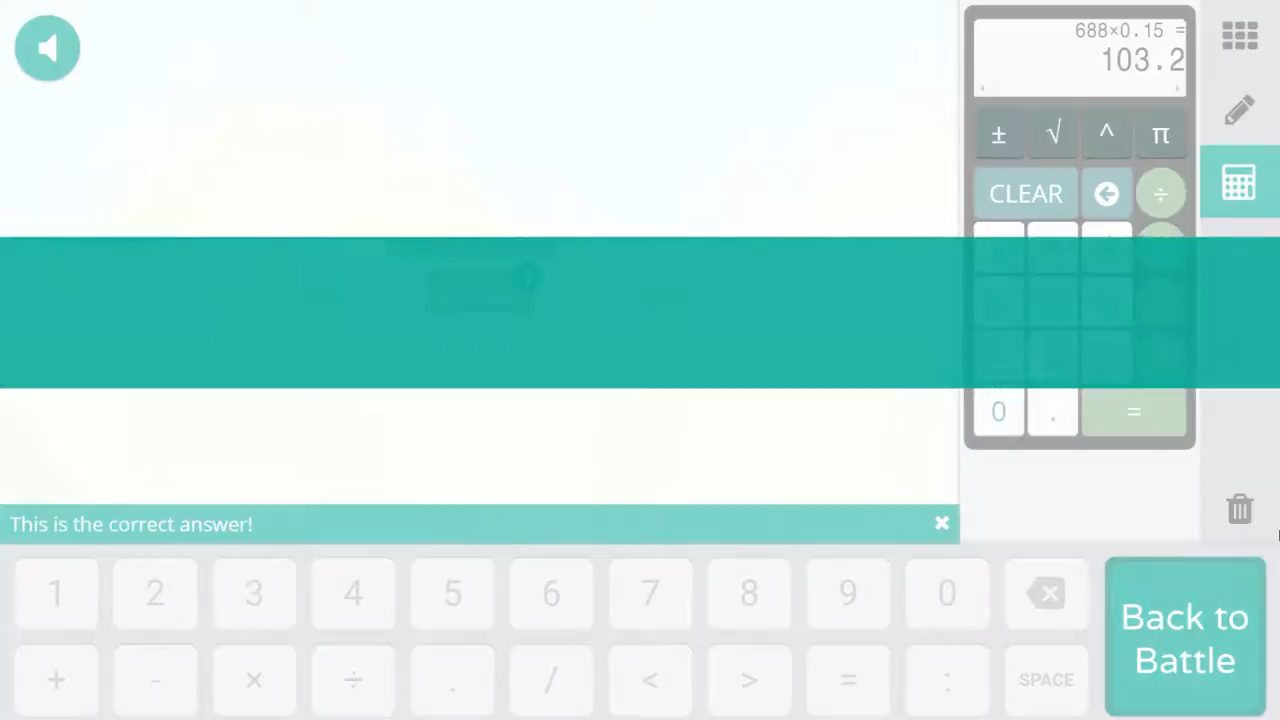 688×0.15 =
103.2
± √ ^ π
CLEAR ÷
0 . =
This is the correct answer!
1 2 3 4 5 6 7 8 9 0
+ - × ÷ . / < > = : SPACE
Back to
Battle